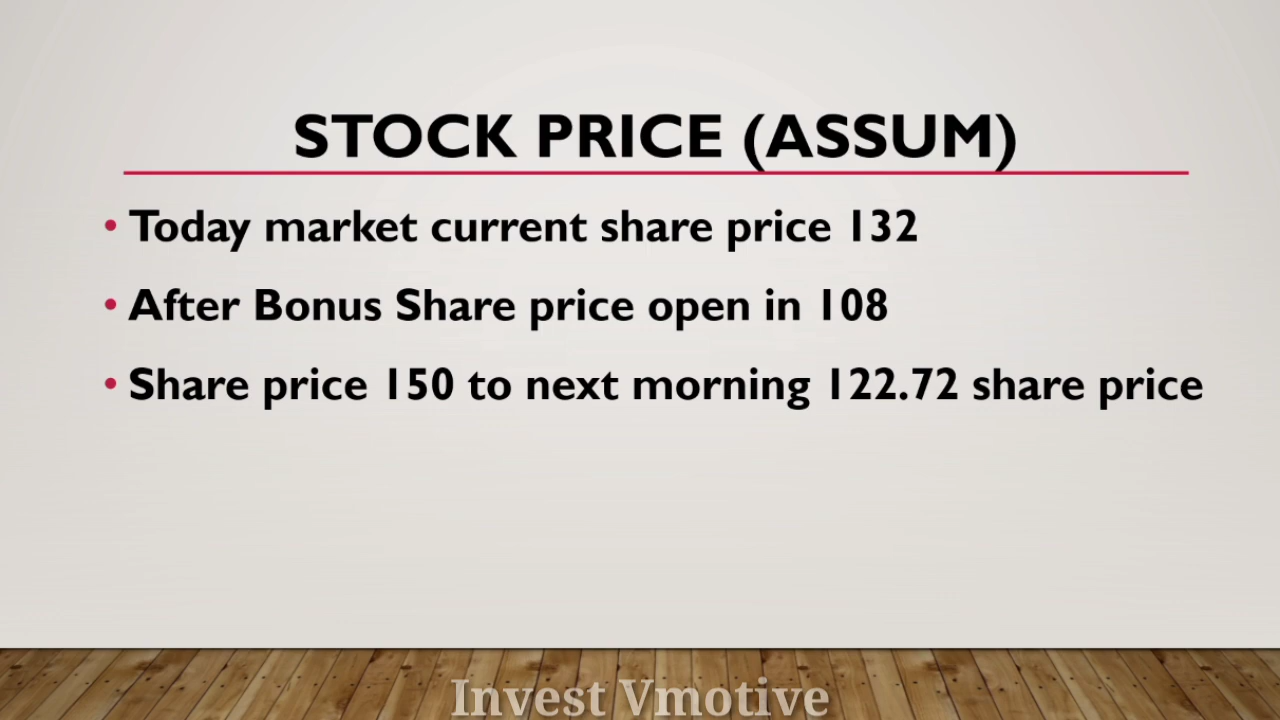 STOCK PRICE (ASSUM)
• Today market current share price 132
• After Bonus Share price open in 108
• Share price 150 to next morning 122.72 share price
Invest Vmotive